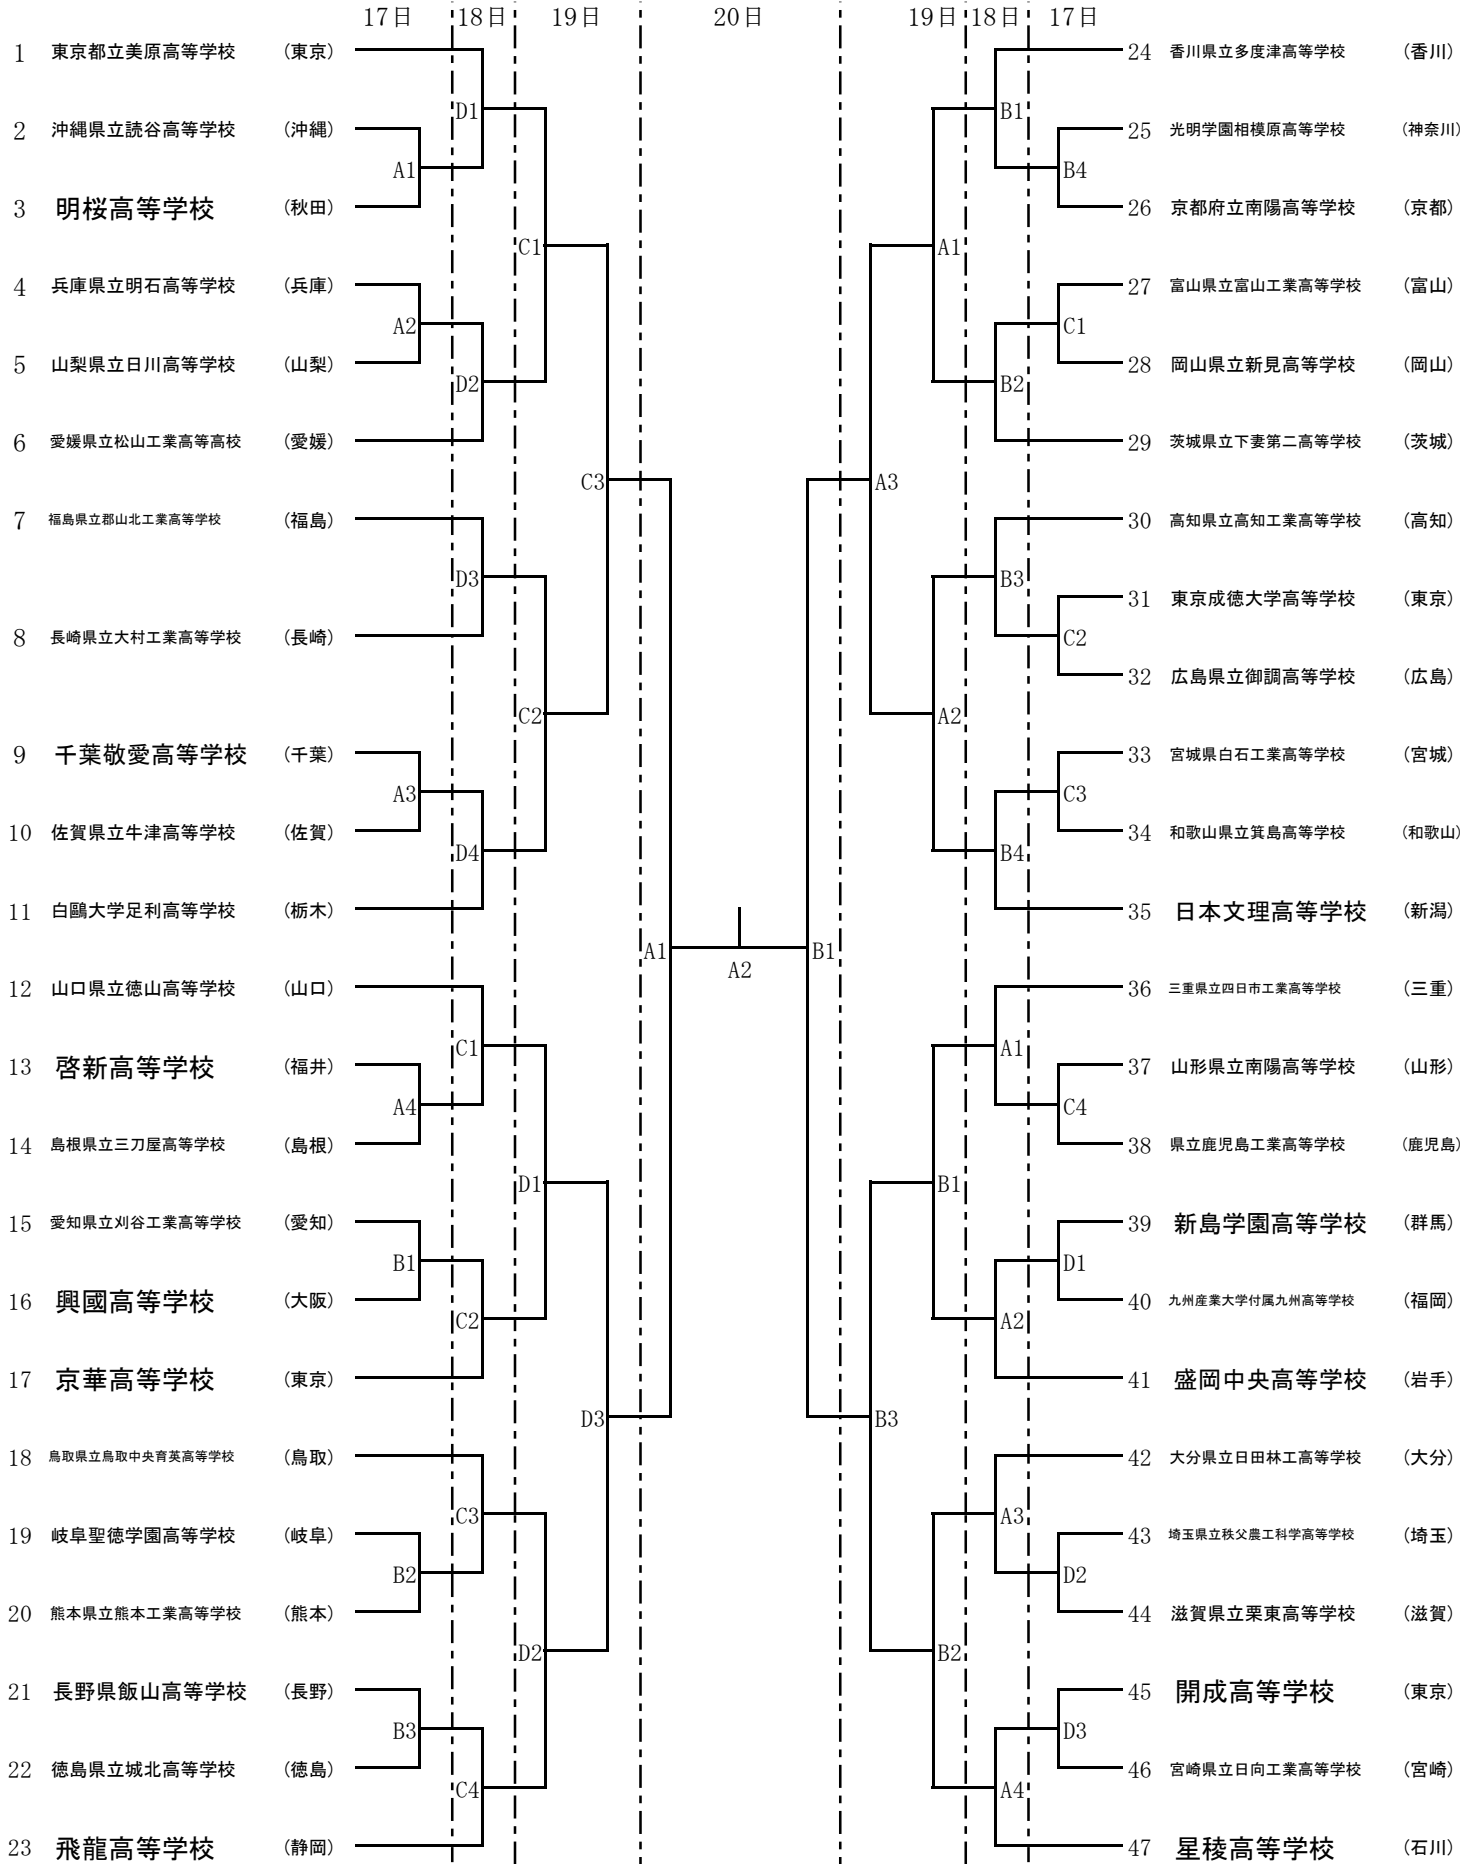 17日 18日 19日 20日 19日 18日 17日
1 東京都立美原高等学校 (東京)
2 沖縄県立読谷高等学校 (沖縄)
3 明桜高等学校 (秋田)
4 兵庫県立明石高等学校 (兵庫)
5 山梨県立日川高等学校 (山梨)
6 愛媛県立松山工業高等高校 (愛媛)
7 福島県立郡山北工業高等学校 (福島)
8 長崎県立大村工業高等学校 (長崎)
9 千葉敬愛高等学校 (千葉)
10 佐賀県立牛津高等学校 (佐賀)
11 白鷗大学足利高等学校 (栃木)
12 山口県立徳山高等学校 (山口)
13 啓新高等学校 (福井)
14 島根県立三刀屋高等学校 (島根)
15 愛知県立刈谷工業高等学校 (愛知)
16 興國高等学校 (大阪)
17 京華高等学校 (東京)
18 鳥取県立鳥取中央育英高等学校 (鳥取)
19 岐阜聖徳学園高等学校 (岐阜)
20 熊本県立熊本工業高等学校 (熊本)
21 長野県飯山高等学校 (長野)
22 徳島県立城北高等学校 (徳島)
23 飛龍高等学校 (静岡)
A1
A2
A3
A4
B1
B2
B3
D1
D2
D3
D4
C1
C2
C3
C4
C1
C2
D1
D2
C3
D3
A1
A2
B1
A3
B3
A1
A2
B1
B2
B1
B2
B3
B4
A1
A2
A3
A4
B4
C1
C2
C3
C4
D1
D2
D3
24 香川県立多度津高等学校 (香川)
25 光明学園相模原高等学校 (神奈川)
26 京都府立南陽高等学校 (京都)
27 富山県立富山工業高等学校 (富山)
28 岡山県立新見高等学校 (岡山)
29 茨城県立下妻第二高等学校 (茨城)
30 高知県立高知工業高等学校 (高知)
31 東京成徳大学高等学校 (東京)
32 広島県立御調高等学校 (広島)
33 宮城県白石工業高等学校 (宮城)
34 和歌山県立箕島高等学校 (和歌山)
35 日本文理高等学校 (新潟)
36 三重県立四日市工業高等学校 (三重)
37 山形県立南陽高等学校 (山形)
38 県立鹿児島工業高等学校 (鹿児島)
39 新島学園高等学校 (群馬)
40 九州産業大学付属九州高等学校 (福岡)
41 盛岡中央高等学校 (岩手)
42 大分県立日田林工高等学校 (大分)
43 埼玉県立秩父農工科学高等学校 (埼玉)
44 滋賀県立栗東高等学校 (滋賀)
45 開成高等学校 (東京)
46 宮崎県立日向工業高等学校 (宮崎)
47 星稜高等学校 (石川)